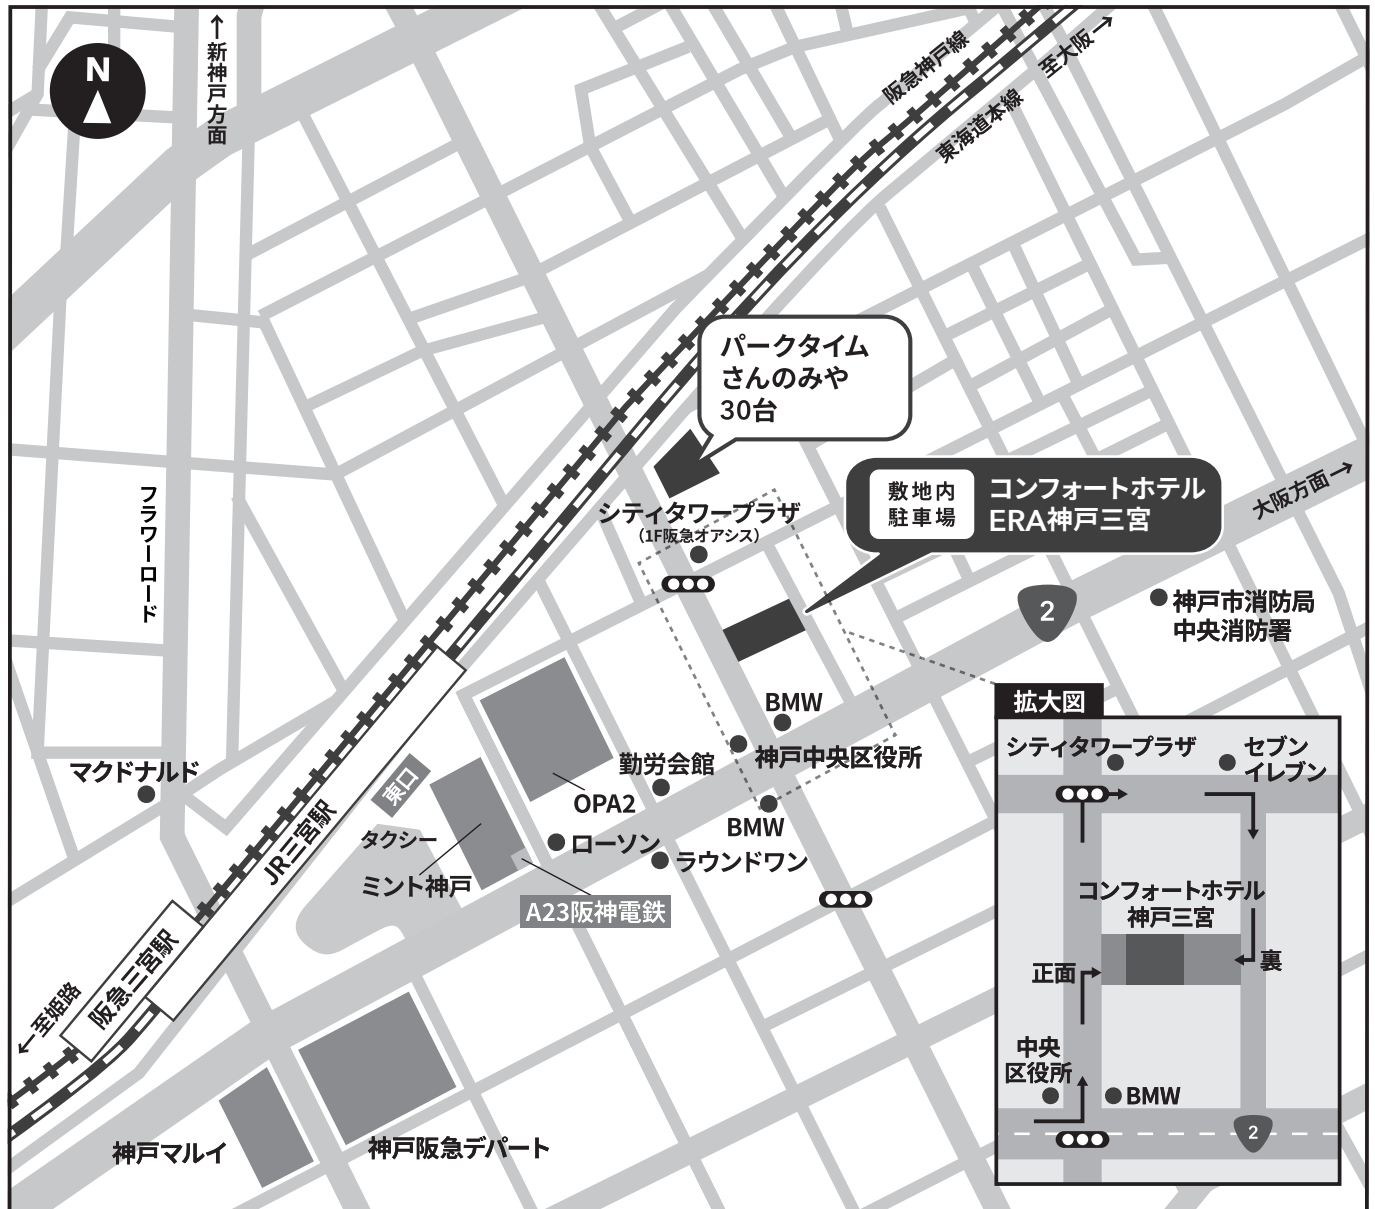 N
↑新神戸方面
阪急神戸線
至大阪→
東海道本線
パークタイム
さんのみや
30台
シティタワープラザ
（1F阪急オアシス）
敷地内
駐車場
コンフォートホテル
ERA神戸三宮
大阪方面→
フラワーロード
2
神戸市消防局
中央消防署
BMW
神戸中央区役所
勤労会館
OPA2
BMW
マクドナルド
東口
JR三宮駅
タクシー
ミント神戸
ローソン
ラウンドワン
A23阪神電鉄
阪急三宮駅
←至姫路
神戸マルイ
神戸阪急デパート
拡大図
シティタワープラザ
セブン
イレブン
コンフォートホテル
神戸三宮
正面
裏
中央
区役所
BMW
2